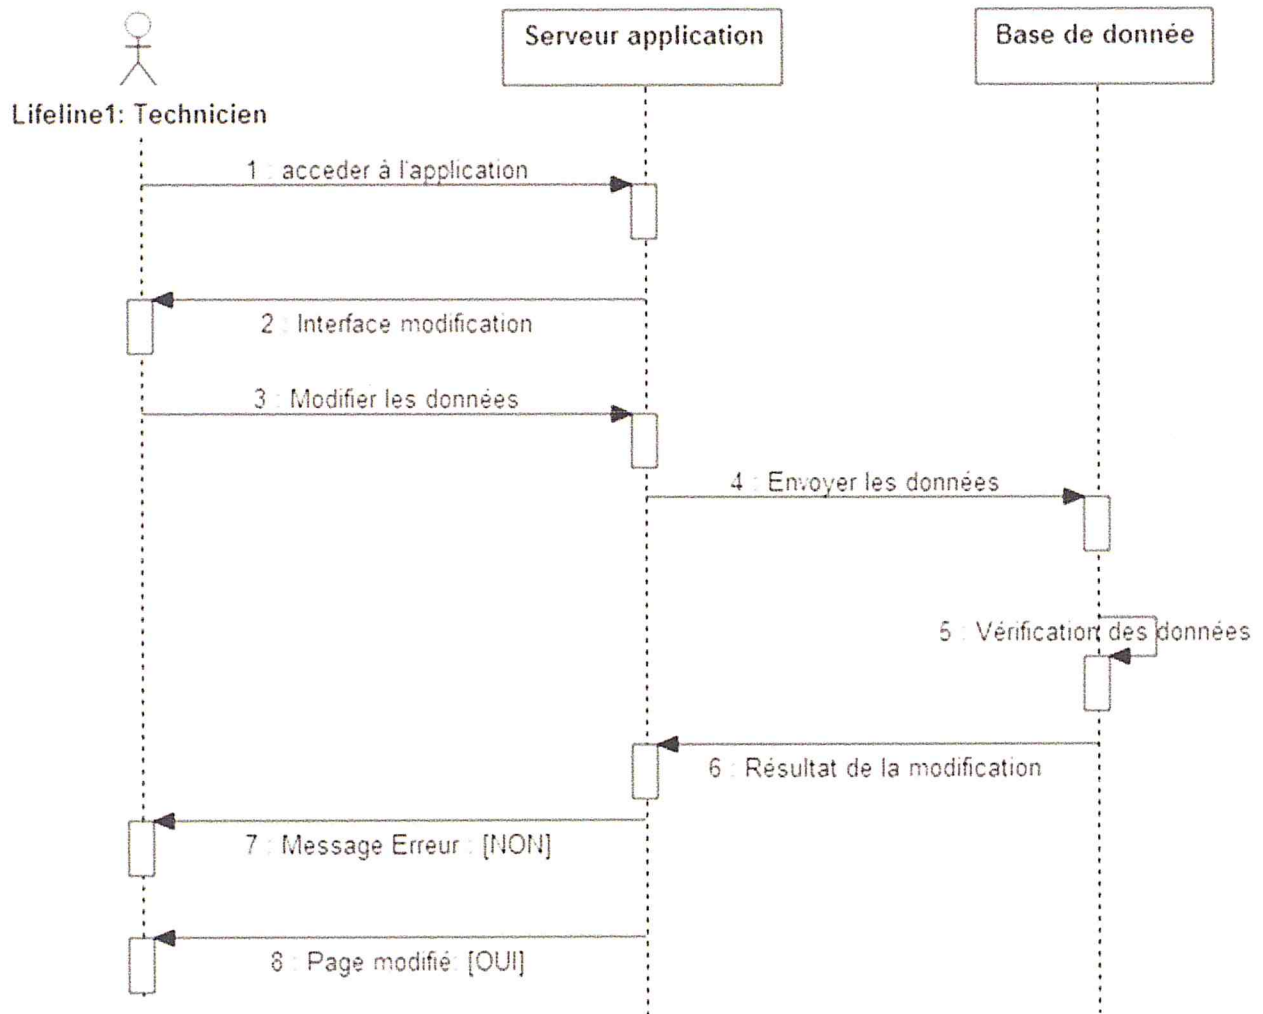 Serveur application
Base de donnée
Lifeline1: Technicien
1 : acceder à l'application
2 : Interface modification
3 : Modifier les données
4 : Envoyer les données
5 : Vérification des données
6 : Résultat de la modification
7 : Message Erreur : [NON]
8 : Page modifié: [OUI]